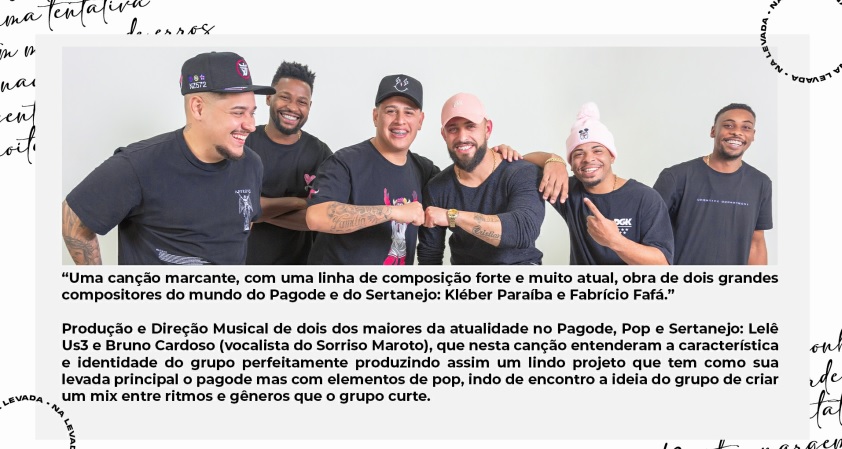 ma tentativa
de erros
NA LEVADA • NA LEVADA
NZ572
DGK
“Uma canção marcante, com uma linha de composição forte e muito atual, obra de dois grandes
compositores do mundo do Pagode e do Sertanejo: Kléber Paraíba e Fabrício Fafá.”
Produção e Direção Musical de dois dos maiores da atualidade no Pagode, Pop e Sertanejo: Lelê
Us3 e Bruno Cardoso (vocalista do Sorriso Maroto), que nesta canção entenderam a característica
e identidade do grupo perfeitamente produzindo assim um lindo projeto que tem como sua
levada principal o pagode mas com elementos de pop, indo de encontro a ideia do grupo de criar
um mix entre ritmos e gêneros que o grupo curte.
LEVADA • NA LEVADA